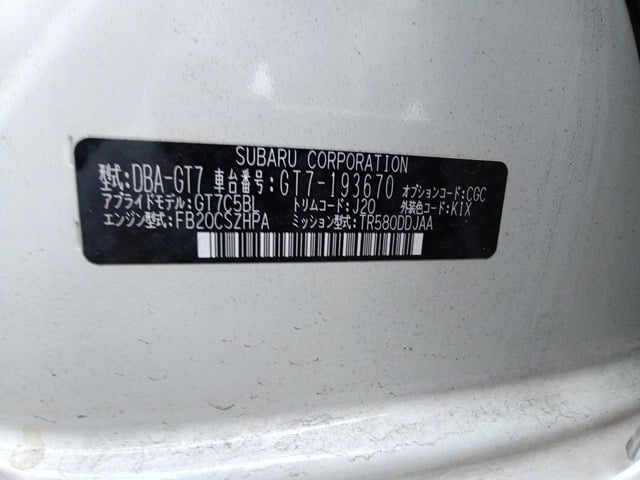 SUBARU CORPORATION
型式:DBA-GT7 車台番号:GT7-193670 オプションコード:CGC
アプライドモデル:GT7C5BL トリムコード:J20 外装色コード:K1X
エンジン型式:FB20CSZHPA ミッション型式:TR580DDJAA